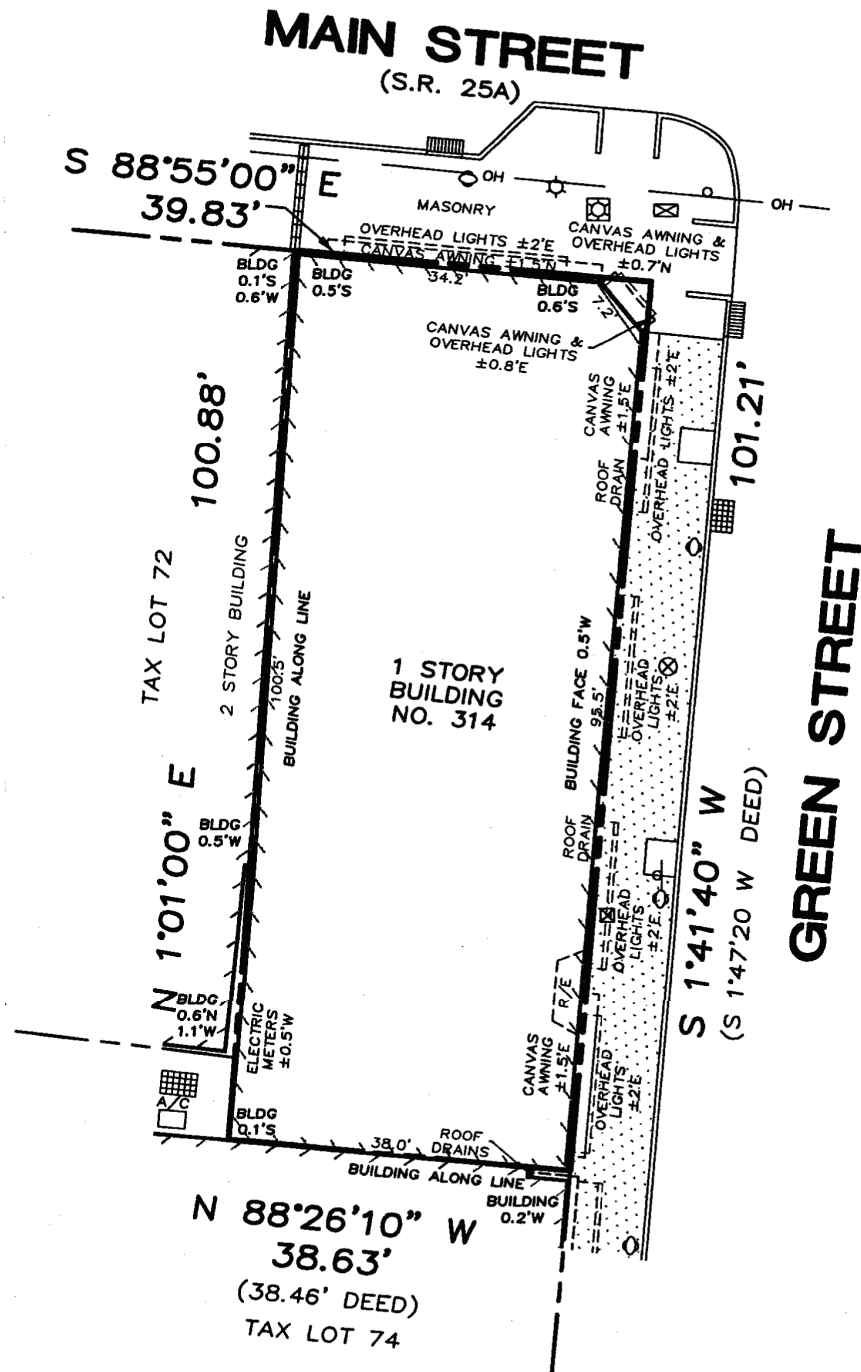 MAIN STREET
(S.R. 25A)
S 88°55'00" E
39.83'
OH
OH
MASONRY
OVERHEAD LIGHTS ±2'E
CANVAS AWNING ±1.5'N
CANVAS AWNING &
OVERHEAD LIGHTS
±0.7'N
BLDG
0.1'S
0.6'W
BLDG
0.5'S
34.2'
BLDG
0.6'S
7.2'
CANVAS AWNING &
OVERHEAD LIGHTS
±0.8'E
CANVAS
AWNING
±1.5'E
OVERHEAD LIGHTS ±2'E
101.21'
ROOF
DRAIN
100.88'
TAX LOT 72
2 STORY BUILDING
100.5'
BUILDING ALONG LINE
1 STORY
BUILDING
NO. 314
BUILDING FACE 0.5'W
95.5'
OVERHEAD
LIGHTS
±2'E
GREEN STREET
N 1°01'00" E
BLDG
0.5'W
ROOF
DRAIN
OVERHEAD
LIGHTS
±2'E
S 1°41'40" W
(S 1°47'20 W DEED)
BLDG
0.6'N
1.1'W
ELECTRIC
METERS
±0.5'W
R/E
CANVAS
AWNING
±1.5'E
OVERHEAD
LIGHTS
±2'E
A/C
BLDG
0.1'S
38.0'
ROOF
DRAINS
BUILDING ALONG LINE
BUILDING
0.2'W
N 88°26'10" W
38.63'
(38.46' DEED)
TAX LOT 74